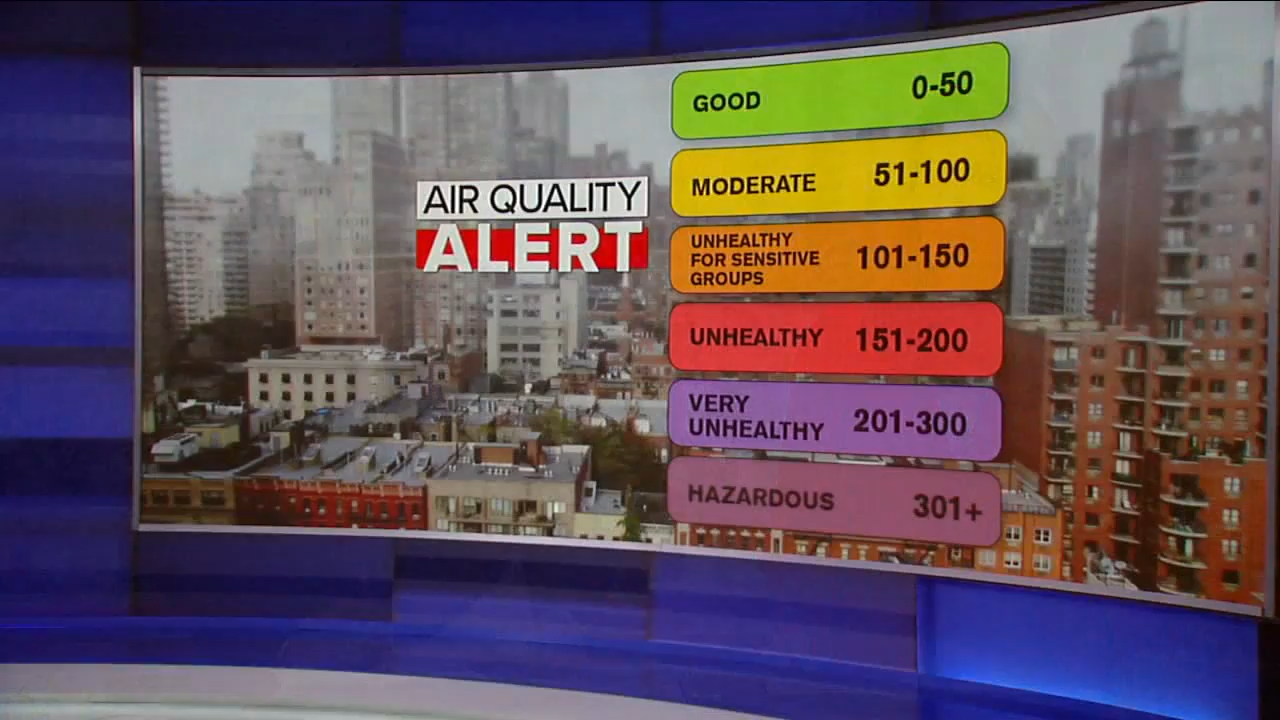 AIR QUALITY
ALERT
GOOD 0-50
MODERATE 51-100
UNHEALTHY
FOR SENSITIVE
GROUPS 101-150
UNHEALTHY 151-200
VERY
UNHEALTHY 201-300
HAZARDOUS 301+